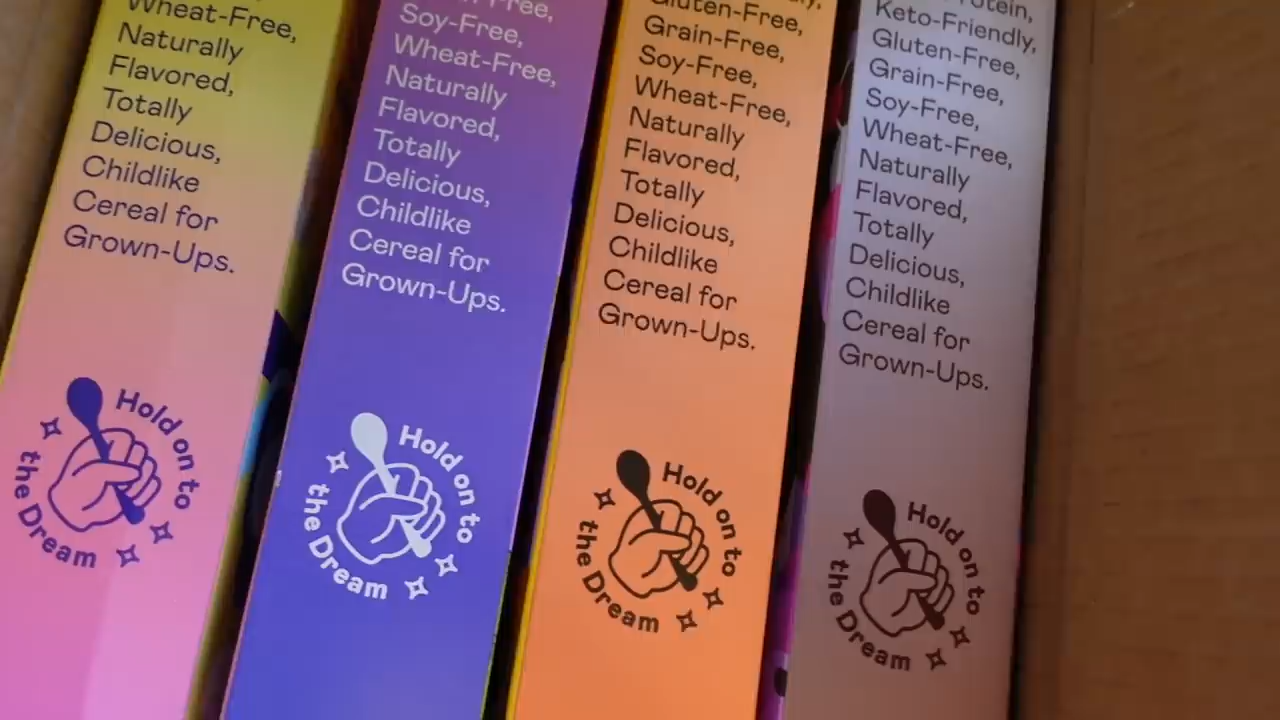 Wheat-Free,
Naturally
Flavored,
Totally
Delicious,
Childlike
Cereal for
Grown-Ups.
Hold on to
the Dream
Soy-Free,
Wheat-Free,
Naturally
Flavored,
Totally
Delicious,
Childlike
Cereal for
Grown-Ups.
Hold on to
the Dream
Gluten-Free,
Grain-Free,
Soy-Free,
Wheat-Free,
Naturally
Flavored,
Totally
Delicious,
Childlike
Cereal for
Grown-Ups.
Hold on to
the Dream
Keto-Friendly,
Gluten-Free,
Grain-Free,
Soy-Free,
Wheat-Free,
Naturally
Flavored,
Totally
Delicious,
Childlike
Cereal for
Grown-Ups.
Hold on to
the Dream